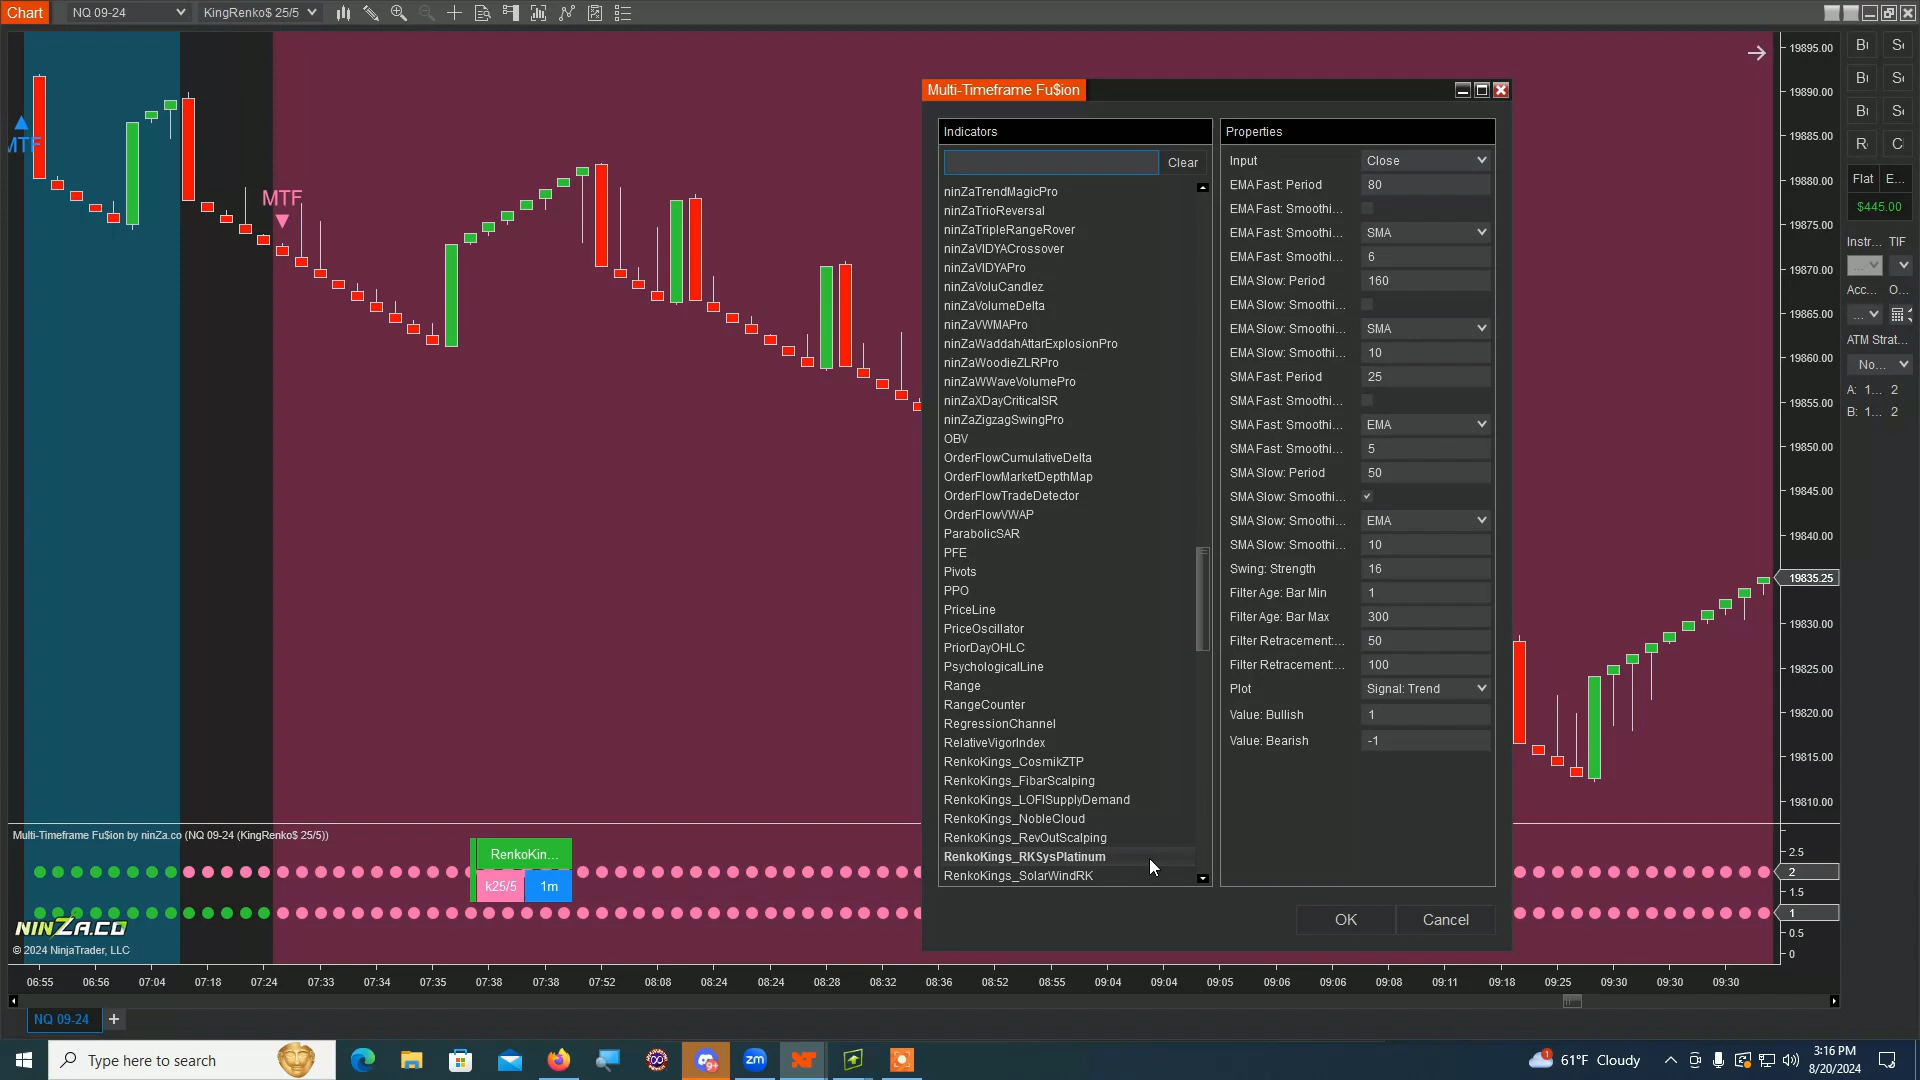 Chart
NQ 09-24
KingRenko$ 25/5
MTF
MTF
Multi-Timeframe Fu$ion by ninZa.co (NQ 09-24 (KingRenko$ 25/5))
RenkoKin...
k25/5
1m
NINZA.CO
© 2024 NinjaTrader, LLC
Multi-Timeframe Fu$ion
Indicators
Clear
ninZaTrendMagicPro
ninZaTrioReversal
ninZaTripleRangeRover
ninZaVIDYACrossover
ninZaVIDYAPro
ninZaVoluCandlez
ninZaVolumeDelta
ninZaVWMAPro
ninZaWaddahAttarExplosionPro
ninZaWoodieZLRPro
ninZaWWaveVolumePro
ninZaXDayCriticalSR
ninZaZigzagSwingPro
OBV
OrderFlowCumulativeDelta
OrderFlowMarketDepthMap
OrderFlowTradeDetector
OrderFlowVWAP
ParabolicSAR
PFE
Pivots
PPO
PriceLine
PriceOscillator
PriorDayOHLC
PsychologicalLine
Range
RangeCounter
RegressionChannel
RelativeVigorIndex
RenkoKings_CosmikZTP
RenkoKings_FibarScalping
RenkoKings_LOFISupplyDemand
RenkoKings_NobleCloud
RenkoKings_RevOutScalping
RenkoKings_RKSysPlatinum
RenkoKings_SolarWindRK
Properties
Input Close
EMA Fast: Period 80
EMA Fast: Smoothi...
EMA Fast: Smoothi... SMA
EMA Fast: Smoothi... 6
EMA Slow: Period 160
EMA Slow: Smoothi...
EMA Slow: Smoothi... SMA
EMA Slow: Smoothi... 10
SMA Fast: Period 25
SMA Fast: Smoothi...
SMA Fast: Smoothi... EMA
SMA Fast: Smoothi... 5
SMA Slow: Period 50
SMA Slow: Smoothi...
SMA Slow: Smoothi... EMA
SMA Slow: Smoothi... 10
Swing: Strength 16
Filter Age: Bar Min 1
Filter Age: Bar Max 300
Filter Retracement:... 50
Filter Retracement:... 100
Plot Signal: Trend
Value: Bullish 1
Value: Bearish -1
OK
Cancel
19895.00
19890.00
19885.00
19880.00
19875.00
19870.00
19865.00
19860.00
19855.00
19850.00
19845.00
19840.00
19835.25
19830.00
19825.00
19820.00
19815.00
19810.00
2.5
2
1.5
1
0.5
0
Flat E...
$445.00
Instr... TIF
Acc... O...
ATM Strat...
No...
A: 1... 2
B: 1... 2
06:55 06:56 07:04 07:18 07:24 07:33 07:34 07:35 07:38 07:38 07:52 08:08 08:24 08:24 08:28 08:32 08:36 08:52 08:55 09:04 09:04 09:05 09:06 09:06 09:08 09:11 09:18 09:25 09:30 09:30 09:30
NQ 09-24
Type here to search
61°F Cloudy
3:16 PM
8/20/2024